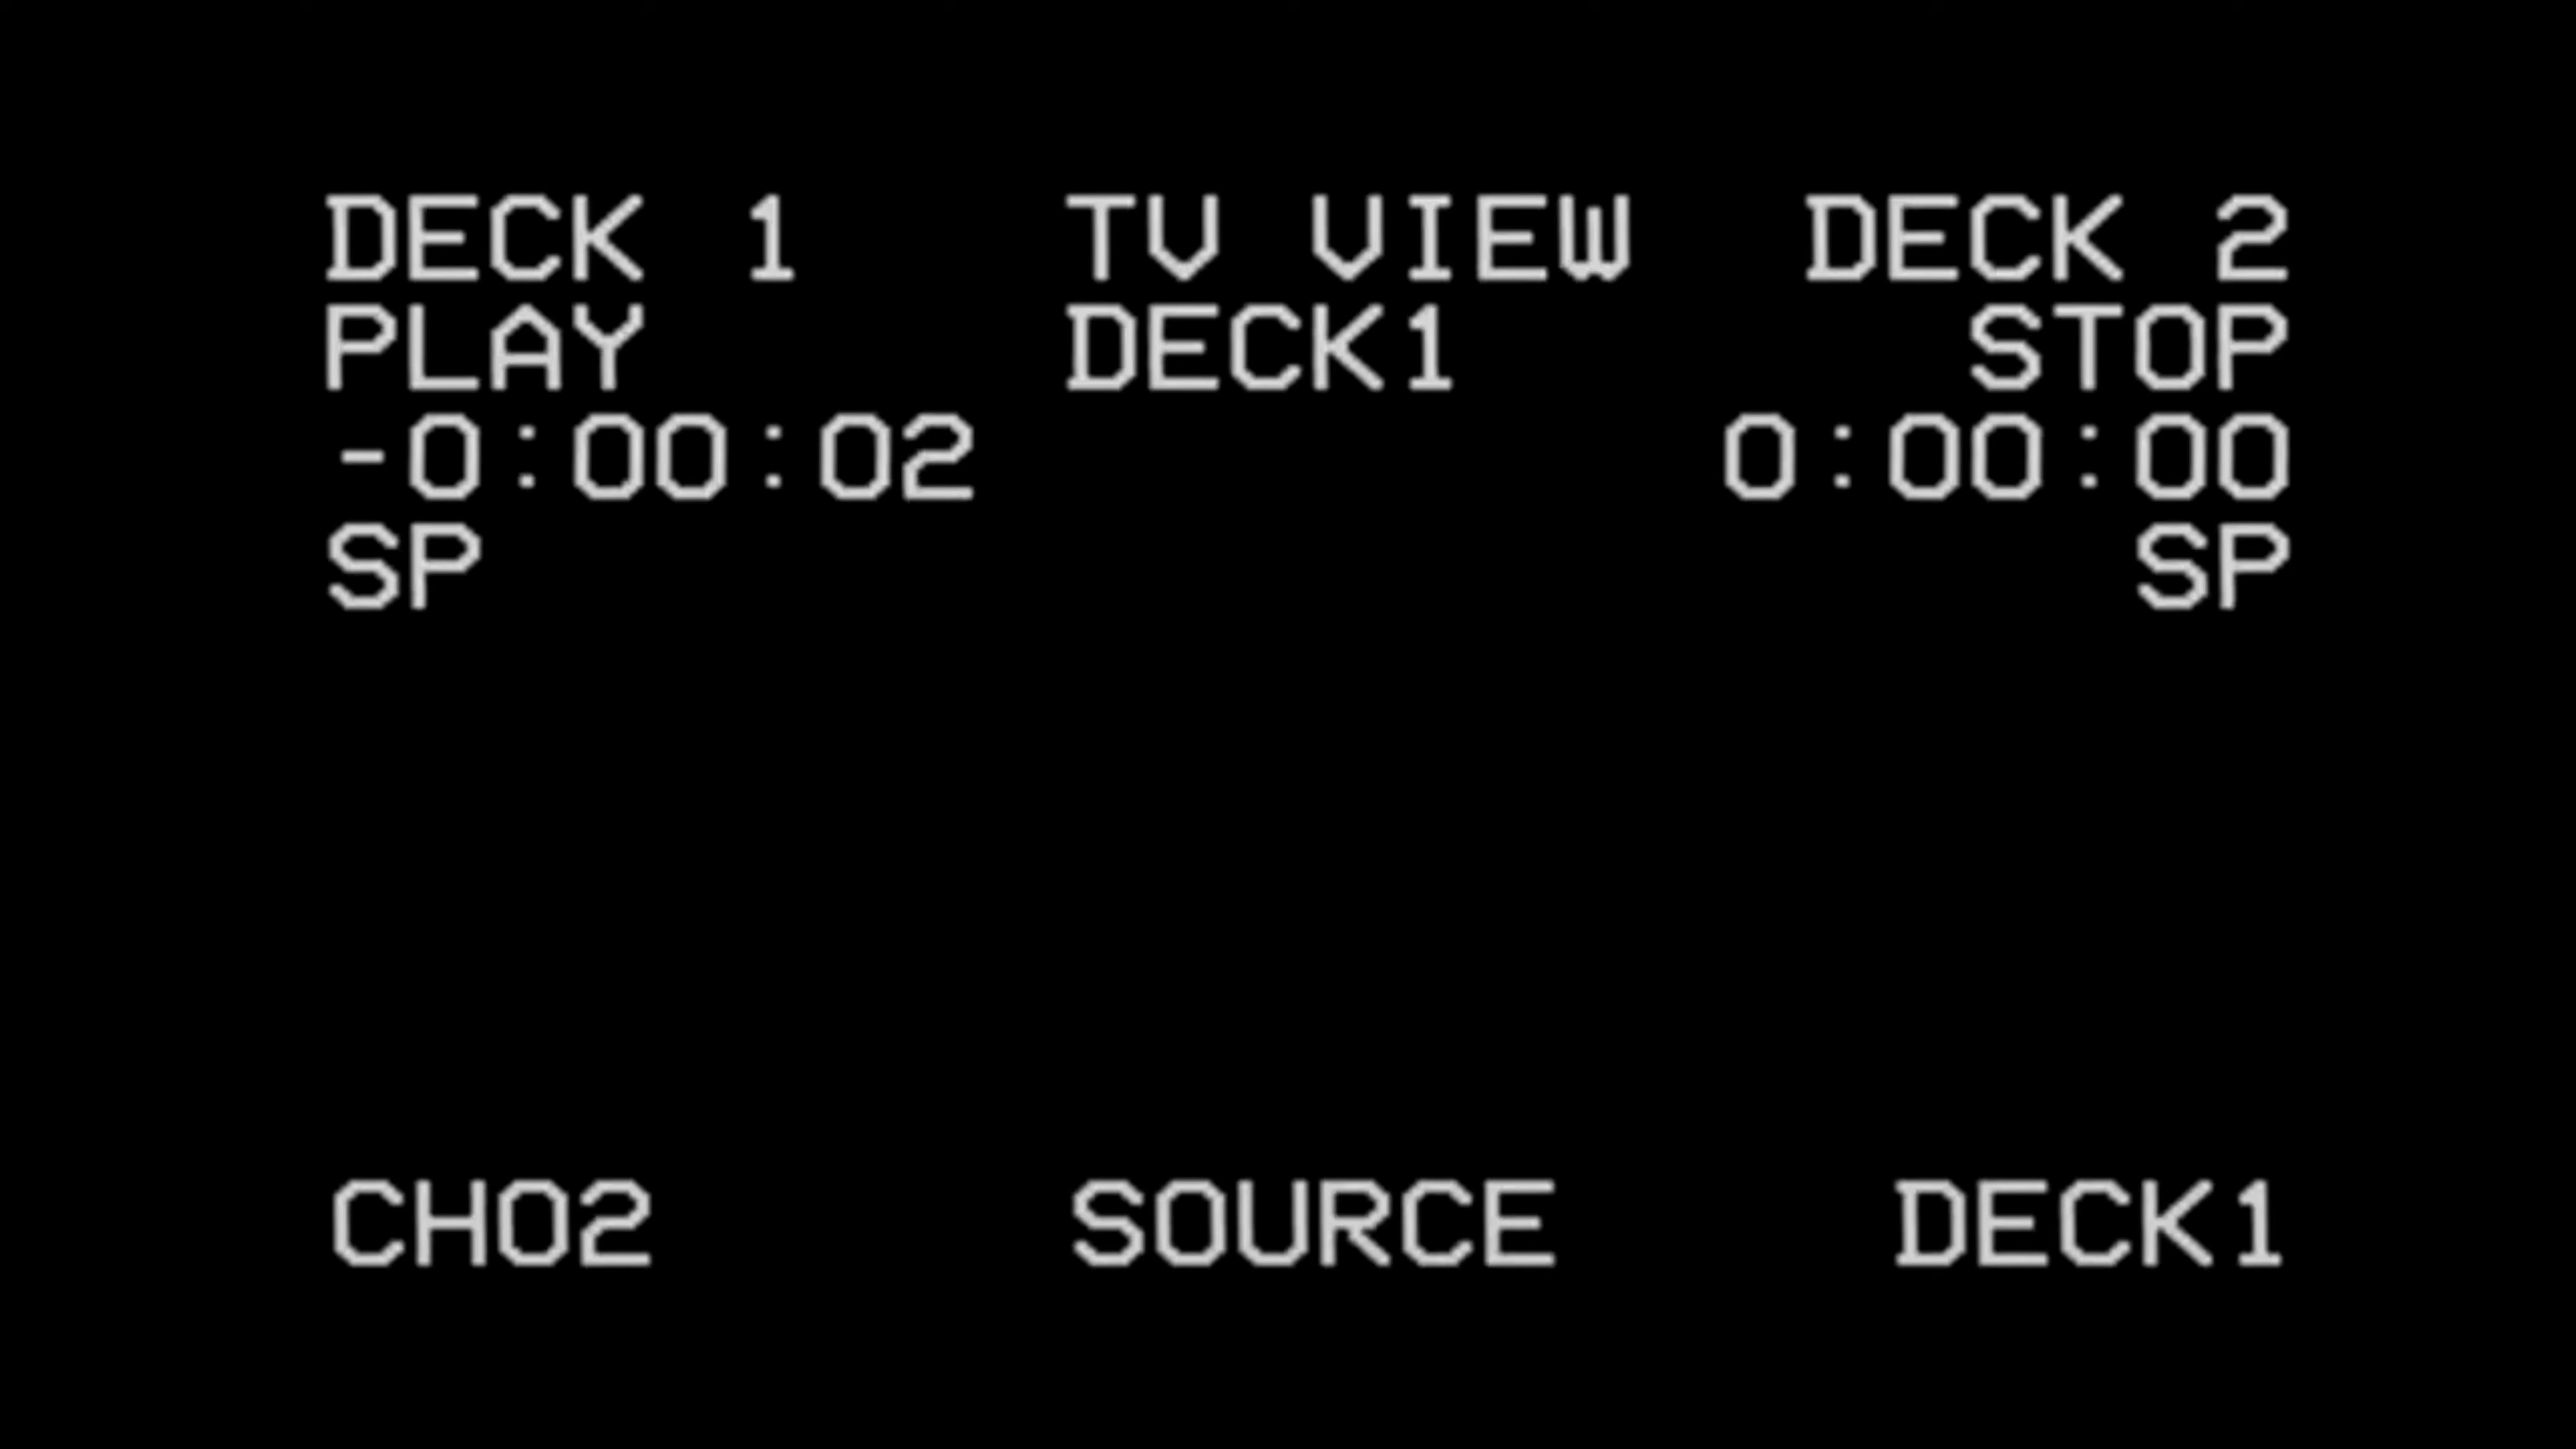 DECK 1 TV VIEW DECK 2
PLAY DECK1 STOP
-0:00:02 0:00:00
SP SP
CH02 SOURCE DECK1